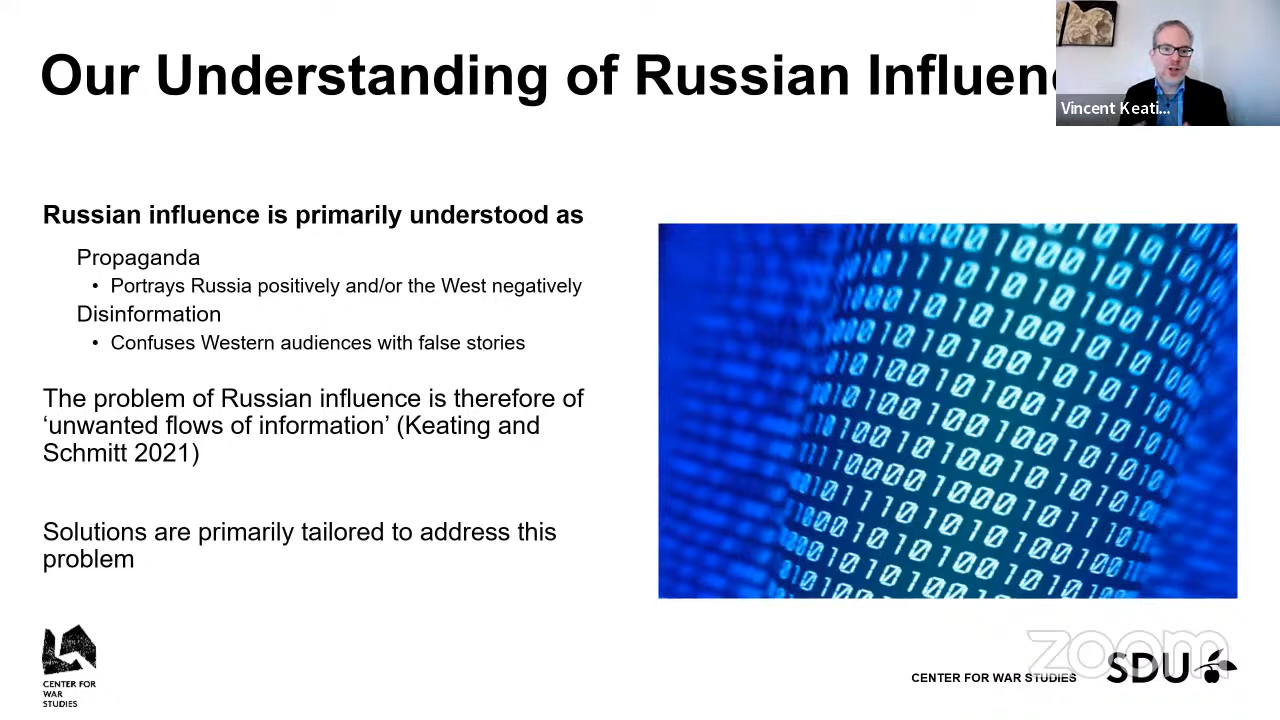 Our Understanding of Russian Influen
Vincent Keati...
Russian influence is primarily understood as
Propaganda
• Portrays Russia positively and/or the West negatively
Disinformation
• Confuses Western audiences with false stories
The problem of Russian influence is therefore of
‘unwanted flows of information’ (Keating and
Schmitt 2021)
Solutions are primarily tailored to address this
problem
CENTER FOR
WAR
STUDIES
CENTER FOR WAR STUDIES
SDU
zoom